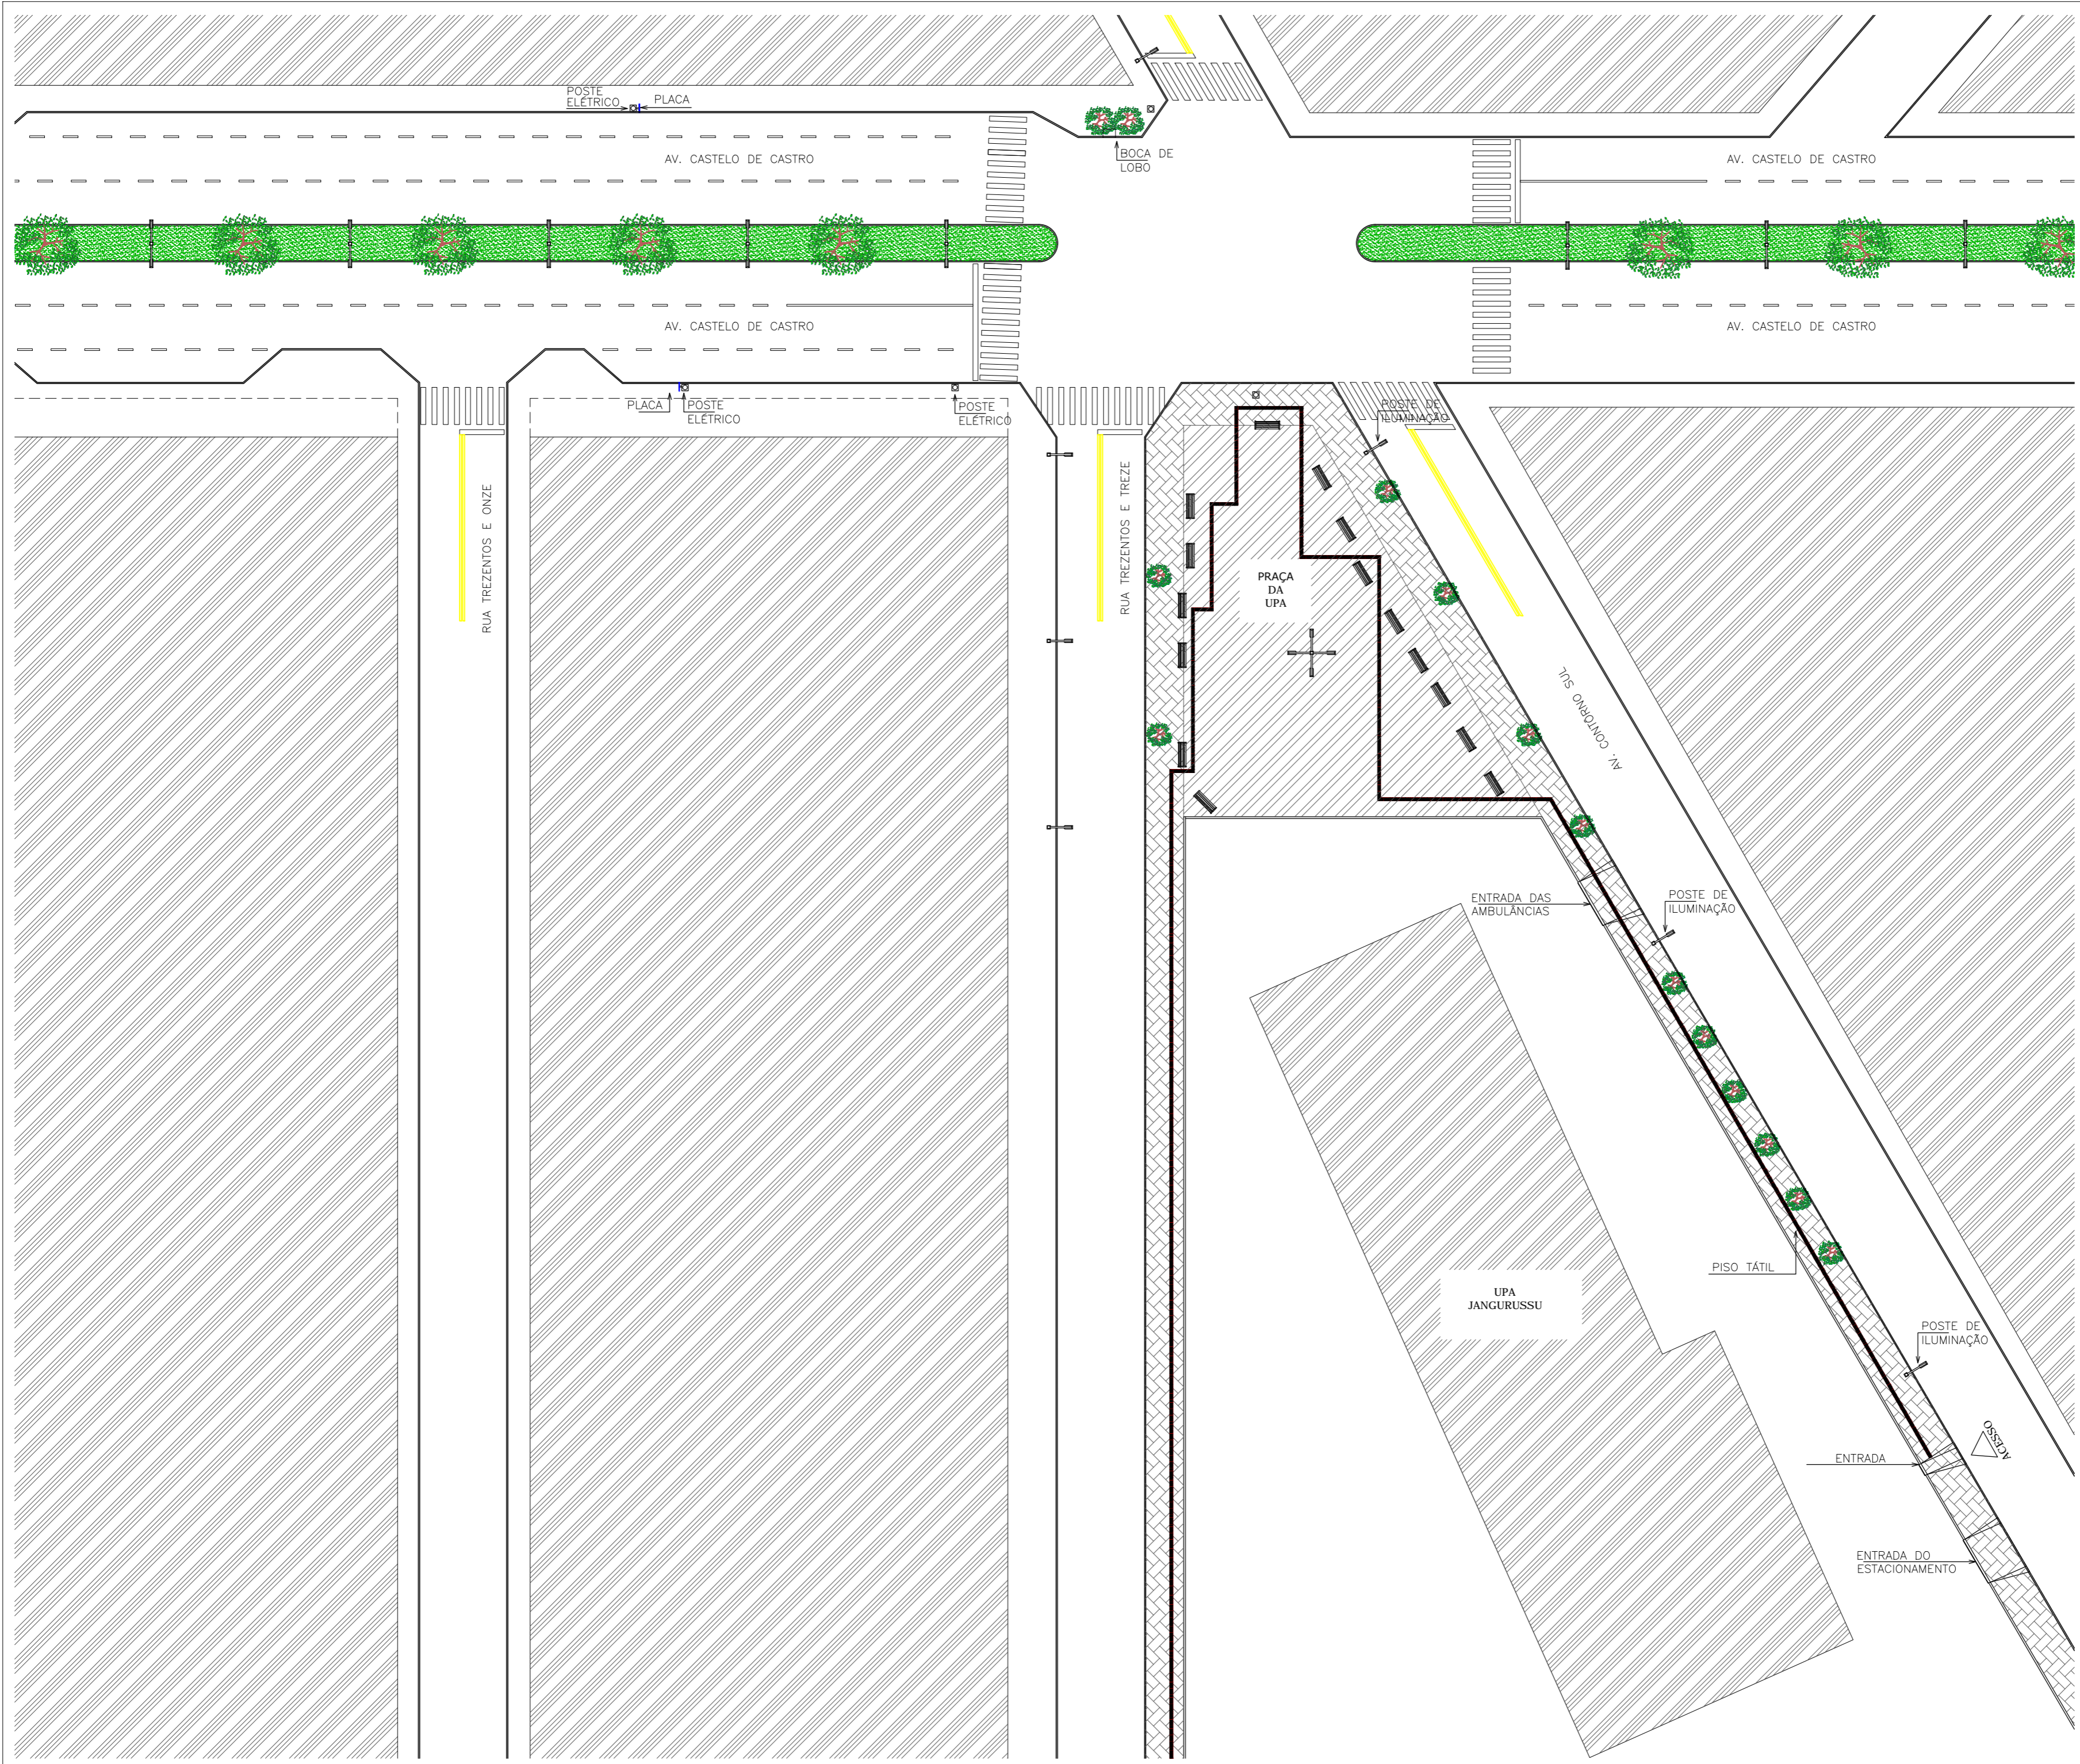 POSTE
ELÉTRICO
PLACA
AV. CASTELO DE CASTRO
BOCA DE
LOBO
AV. CASTELO DE CASTRO
AV. CASTELO DE CASTRO
AV. CASTELO DE CASTRO
PLACA
POSTE
ELÉTRICO
POSTE
ELÉTRICO
POSTE DE
ILUMINAÇÃO
RUA TREZENTOS E ONZE
RUA TREZENTOS E TREZE
PRAÇA
DA
UPA
AV. CONTORNO SUL
ENTRADA DAS
AMBULÂNCIAS
POSTE DE
ILUMINAÇÃO
PISO TÁTIL
UPA
JANGURUSSU
POSTE DE
ILUMINAÇÃO
ACESSO
ENTRADA
ENTRADA DO
ESTACIONAMENTO